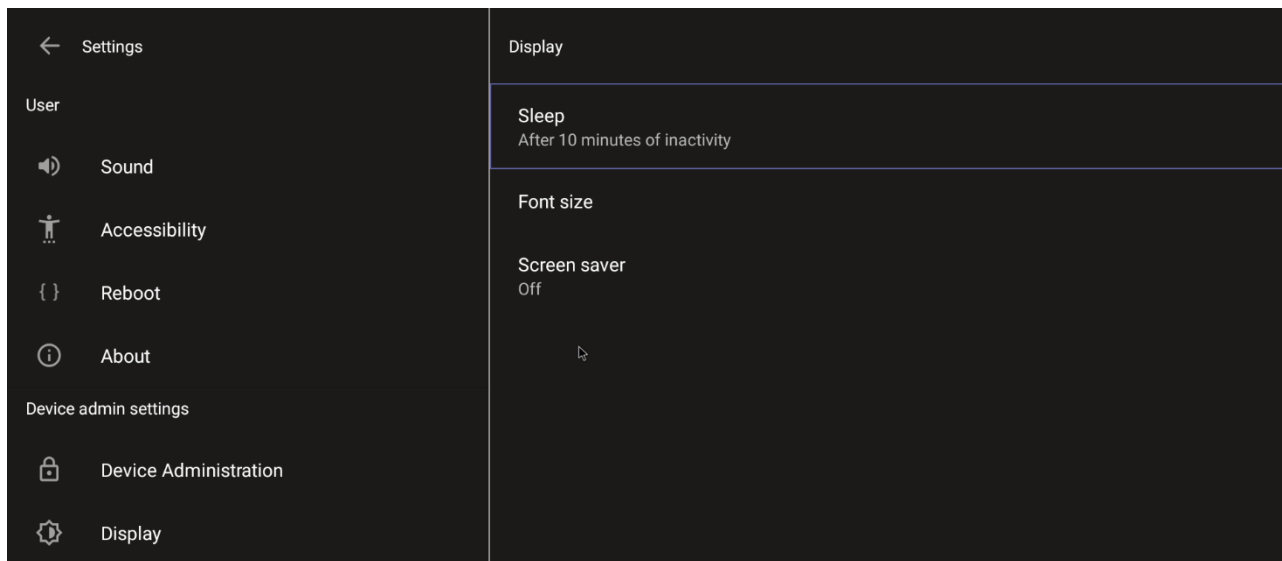 Settings
User
Sound
Accessibility
{ } Reboot
About
Device admin settings
Device Administration
Display
Display
Sleep
After 10 minutes of inactivity
Font size
Screen saver
Off